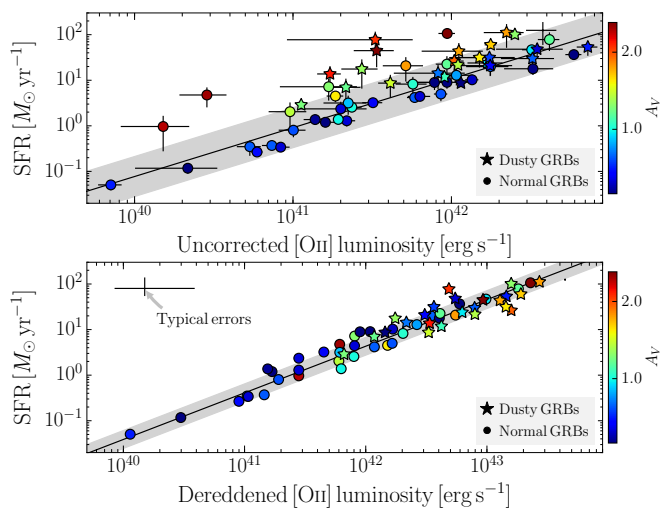 10² 10¹ 10⁰ 10⁻¹
SFR [M⊙ yr⁻¹]
Dusty GRBs
Normal GRBs
10⁴⁰ 10⁴¹ 10⁴²
Uncorrected [OII] luminosity [erg s⁻¹]
2.0
1.0
A_V
10² 10¹ 10⁰ 10⁻¹
SFR [M⊙ yr⁻¹]
Typical errors
Dusty GRBs
Normal GRBs
10⁴⁰ 10⁴¹ 10⁴² 10⁴³
Dereddened [OII] luminosity [erg s⁻¹]
2.0
1.0
A_V